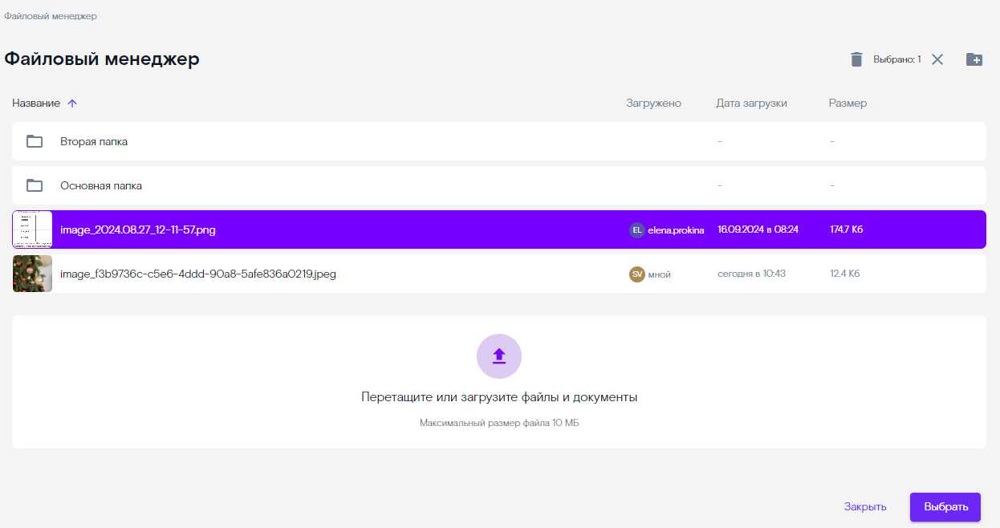 Файловый менеджер
Файловый менеджер
Выбрано: 1
Название Загружено Дата загрузки Размер
Вторая папка - -
Основная папка - -
image_2024.08.27_12-11-57.png EL elena.prokina 16.09.2024 в 08:24 174.7 Кб
image_f3b9736c-c5e6-4ddd-90a8-5afe836a0219.jpeg SV мной сегодня в 10:43 12.4 Кб
Перетащите или загрузите файлы и документы
Максимальный размер файла 10 МБ
Закрыть Выбрать